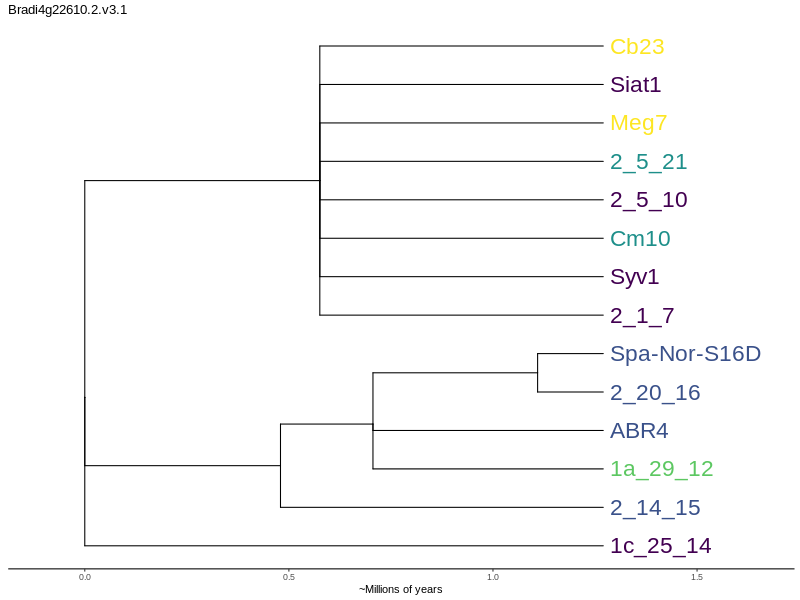 Bradi4g22610.2.v3.1
Cb23
Siat1
Meg7
2_5_21
2_5_10
Cm10
Syv1
2_1_7
Spa-Nor-S16D
2_20_16
ABR4
1a_29_12
2_14_15
1c_25_14
0.0 0.5 1.0 1.5
~Millions of years